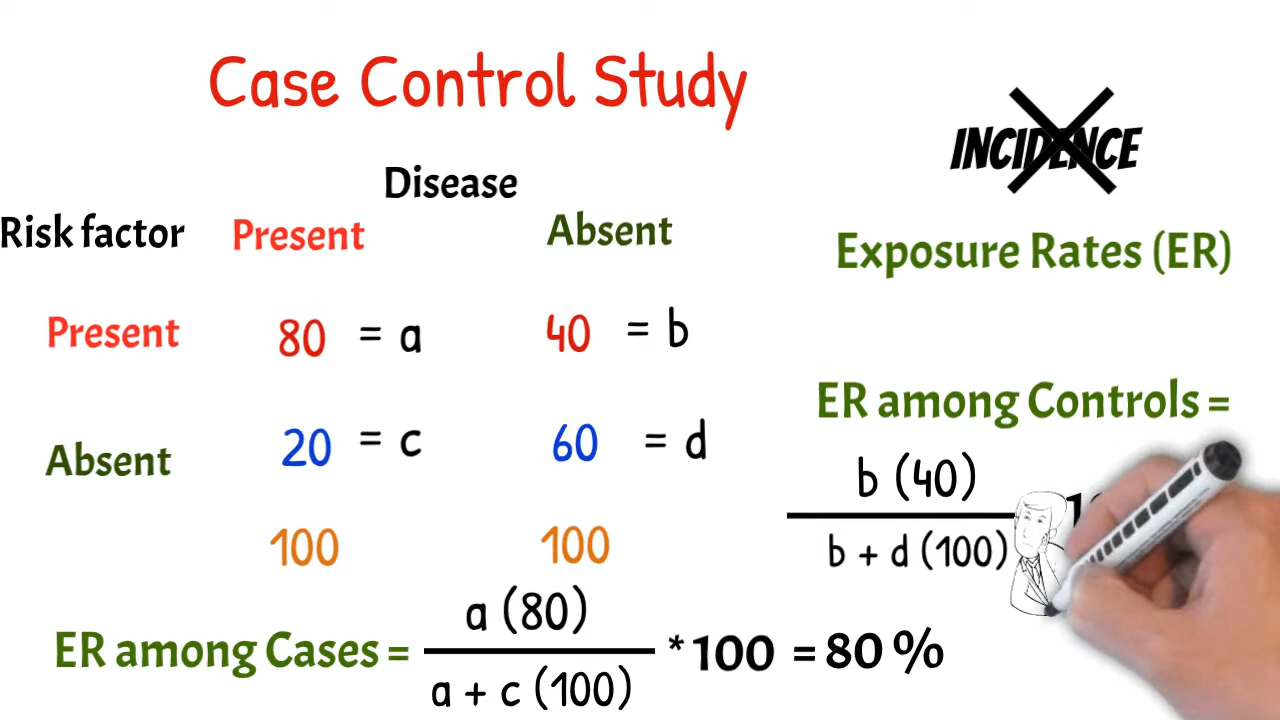 Case Control Study
INCIDENCE
Disease
Risk factor Present Absent
Exposure Rates (ER)
Present 80 = a 40 = b
ER among Controls =
Absent 20 = c 60 = d
b (40)
b + d (100)
100 100
ER among Cases = a (80)
a + c (100)
* 100 = 80 %